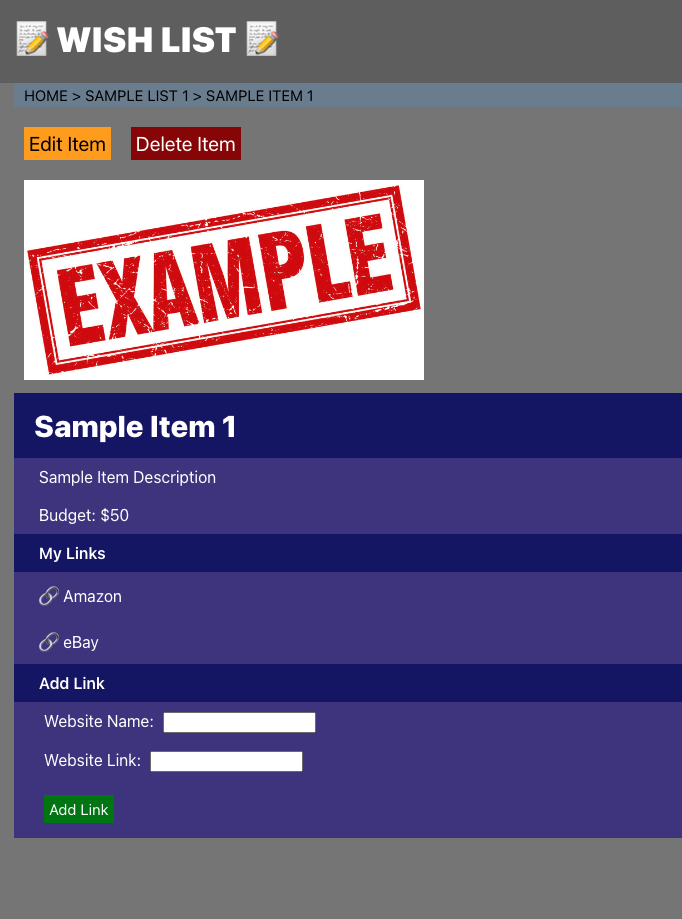 WISH LIST
HOME > SAMPLE LIST 1 > SAMPLE ITEM 1
Edit Item
Delete Item
EXAMPLE
Sample Item 1
Sample Item Description
Budget: $50
My Links
Amazon
eBay
Add Link
Website Name:
Website Link:
Add Link